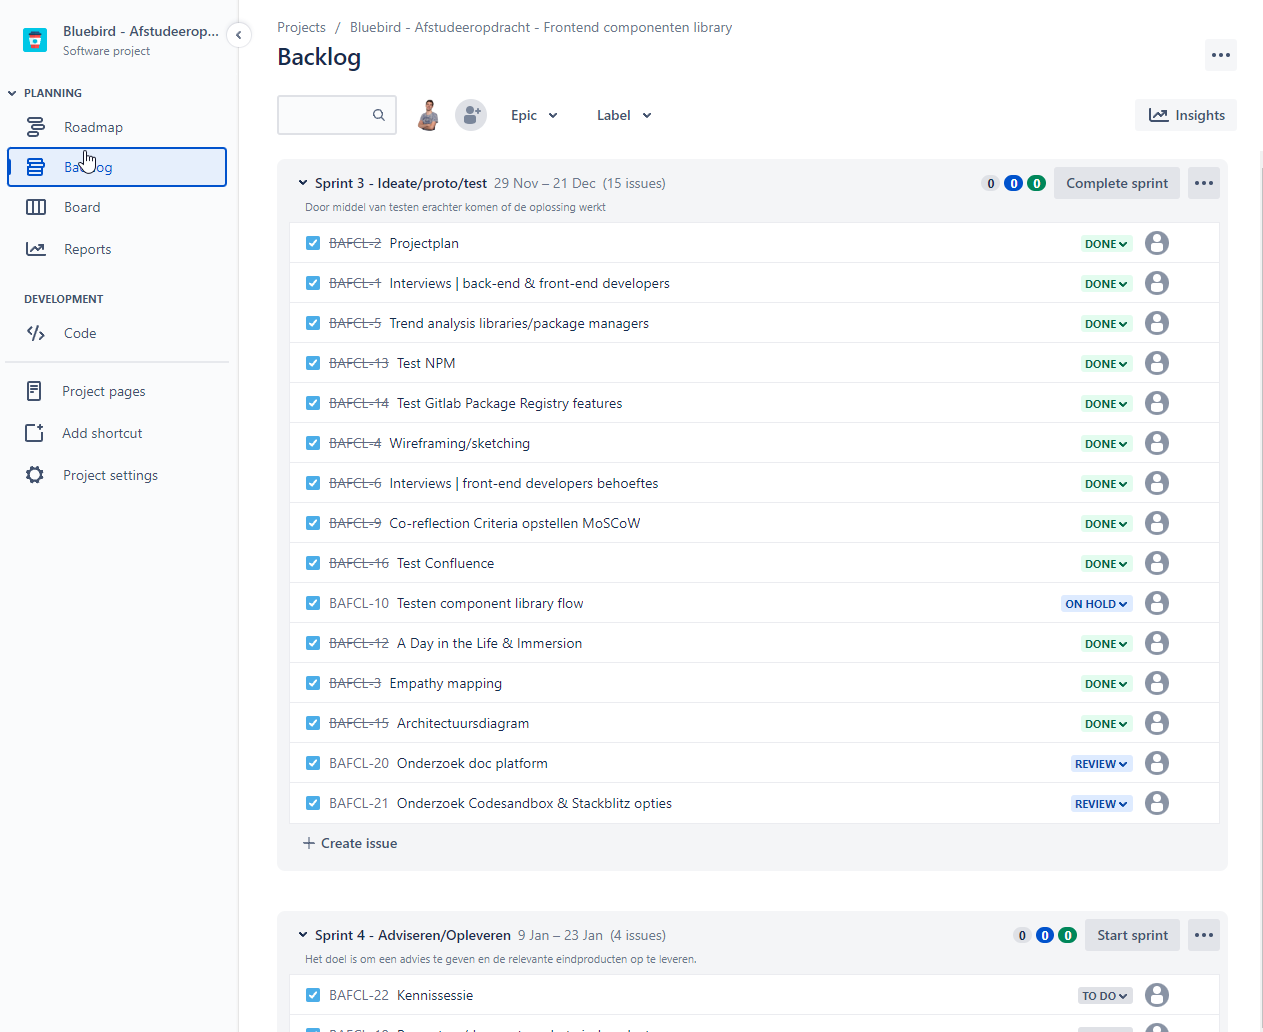 Bluebird - Afstudeerop...
Software project
PLANNING
Roadmap
Backlog
Board
Reports
DEVELOPMENT
Code
Project pages
Add shortcut
Project settings
Projects / Bluebird - Afstudeeropdracht - Frontend componenten library
Backlog
Epic Label Insights
Sprint 3 - Ideate/proto/test 29 Nov – 21 Dec (15 issues) 0 0 0 Complete sprint
Door middel van testen erachter komen of de oplossing werkt
BAFCL-2 Projectplan DONE
BAFCL-1 Interviews | back-end & front-end developers DONE
BAFCL-5 Trend analysis libraries/package managers DONE
BAFCL-13 Test NPM DONE
BAFCL-14 Test Gitlab Package Registry features DONE
BAFCL-4 Wireframing/sketching DONE
BAFCL-6 Interviews | front-end developers behoeftes DONE
BAFCL-9 Co-reflection Criteria opstellen MoSCoW DONE
BAFCL-16 Test Confluence DONE
BAFCL-10 Testen component library flow ON HOLD
BAFCL-12 A Day in the Life & Immersion DONE
BAFCL-3 Empathy mapping DONE
BAFCL-15 Architectuursdiagram DONE
BAFCL-20 Onderzoek doc platform REVIEW
BAFCL-21 Onderzoek Codesandbox & Stackblitz opties REVIEW
Create issue
Sprint 4 - Adviseren/Opleveren 9 Jan – 23 Jan (4 issues) 0 0 0 Start sprint
Het doel is om een advies te geven en de relevante eindproducten op te leveren.
BAFCL-22 Kennissessie TO DO